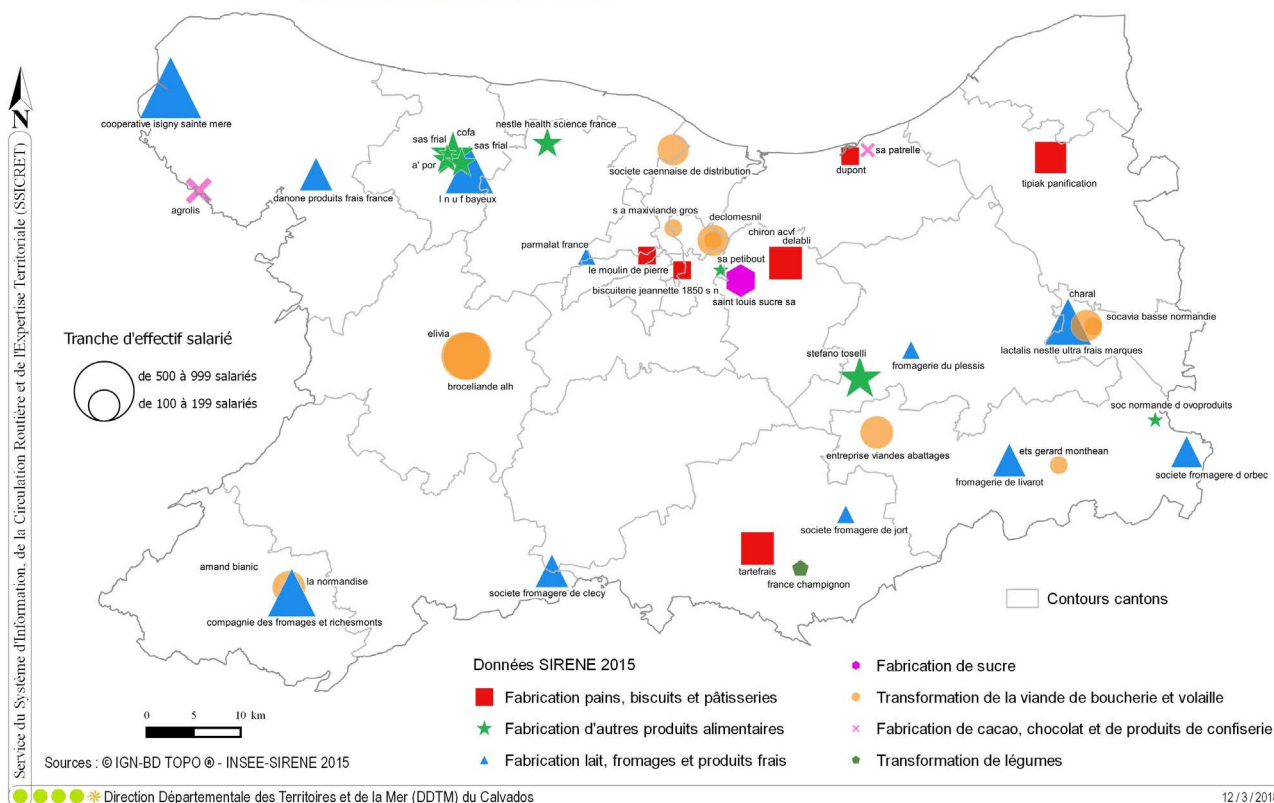 N
Service du Système d'Information, de la Circulation Routière et de l'Expertise Territoriale (SSICRET)
cooperative isigny sainte mere
agrolis
danone produits frais france
cofa
sas frial
sas frial
a' por
l n u f bayeux
nestle health science france
societe caennaise de distribution
dupont
sa patrelle
tipiak panification
s a maxiviande gros
declomesnil
chiron acvf
delabli
parmalat france
le moulin de pierre
sa petibout
biscuiterie jeannette 1850 s n
saint louis sucre sa
charal
socavia basse normandie
lactalis nestle ultra frais marques
elivia
broceliande alh
stefano toselli
fromagerie du plessis
soc normande d ovoproduits
entreprise viandes abattages
ets gerard monthean
fromagerie de livarot
societe fromagere d orbec
societe fromagere de jort
tartefrais
france champignon
societe fromagere de clecy
amand bianic
la normandise
compagnie des fromages et richesmonts
Tranche d'effectif salarié
de 500 à 999 salariés
de 100 à 199 salariés
Contours cantons
Données SIRENE 2015
Fabrication pains, biscuits et pâtisseries
Fabrication d'autres produits alimentaires
Fabrication lait, fromages et produits frais
Fabrication de sucre
Transformation de la viande de boucherie et volaille
Fabrication de cacao, chocolat et de produits de confiserie
Transformation de légumes
0 5 10 km
Sources : © IGN-BD TOPO ® - INSEE-SIRENE 2015
Direction Départementale des Territoires et de la Mer (DDTM) du Calvados
12/3/2018